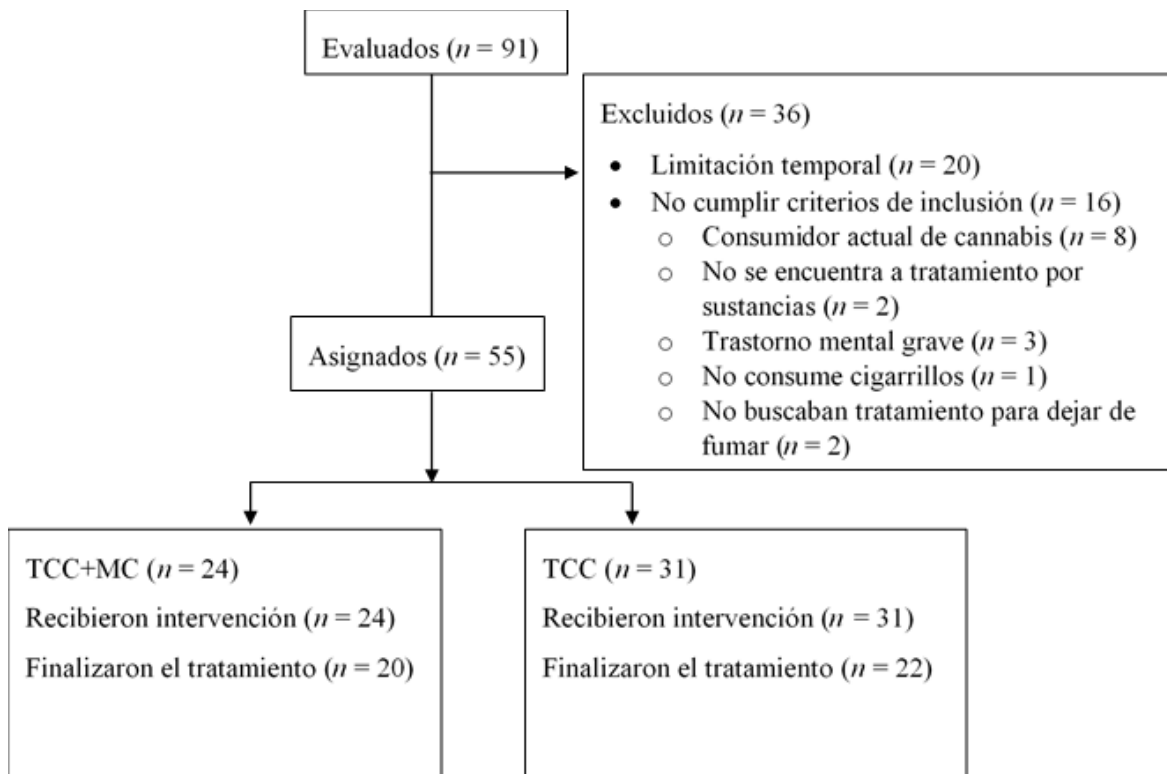 Evaluados (n = 91)
Excluidos (n = 36)
• Limitación temporal (n = 20)
• No cumplir criterios de inclusión (n = 16)
o Consumidor actual de cannabis (n = 8)
o No se encuentra a tratamiento por
sustancias (n = 2)
o Trastorno mental grave (n = 3)
o No consume cigarrillos (n = 1)
o No buscaban tratamiento para dejar de
fumar (n = 2)
Asignados (n = 55)
TCC+MC (n = 24)
Recibieron intervención (n = 24)
Finalizaron el tratamiento (n = 20)
TCC (n = 31)
Recibieron intervención (n = 31)
Finalizaron el tratamiento (n = 22)